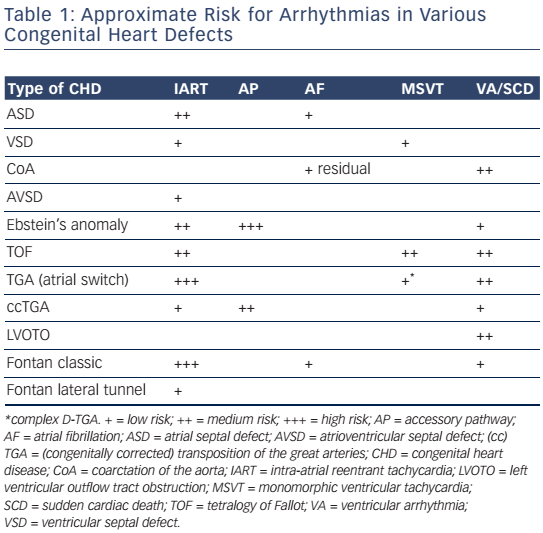 Table 1: Approximate Risk for Arrhythmias in Various
Congenital Heart Defects
Type of CHD IART AP AF MSVT VA/SCD
ASD ++ +
VSD + +
CoA + residual ++
AVSD +
Ebstein's anomaly ++ +++ +
TOF ++ ++ ++
TGA (atrial switch) +++ +* ++
ccTGA + ++ +
LVOTO ++
Fontan classic +++ + +
Fontan lateral tunnel +
*complex D-TGA. + = low risk; ++ = medium risk; +++ = high risk; AP = accessory pathway;
AF = atrial fibrillation; ASD = atrial septal defect; AVSD = atrioventricular septal defect; (cc)
TGA = (congenitally corrected) transposition of the great arteries; CHD = congenital heart
disease; CoA = coarctation of the aorta; IART = intra-atrial reentrant tachycardia; LVOTO = left
ventricular outflow tract obstruction; MSVT = monomorphic ventricular tachycardia;
SCD = sudden cardiac death; TOF = tetralogy of Fallot; VA = ventricular arrhythmia;
VSD = ventricular septal defect.